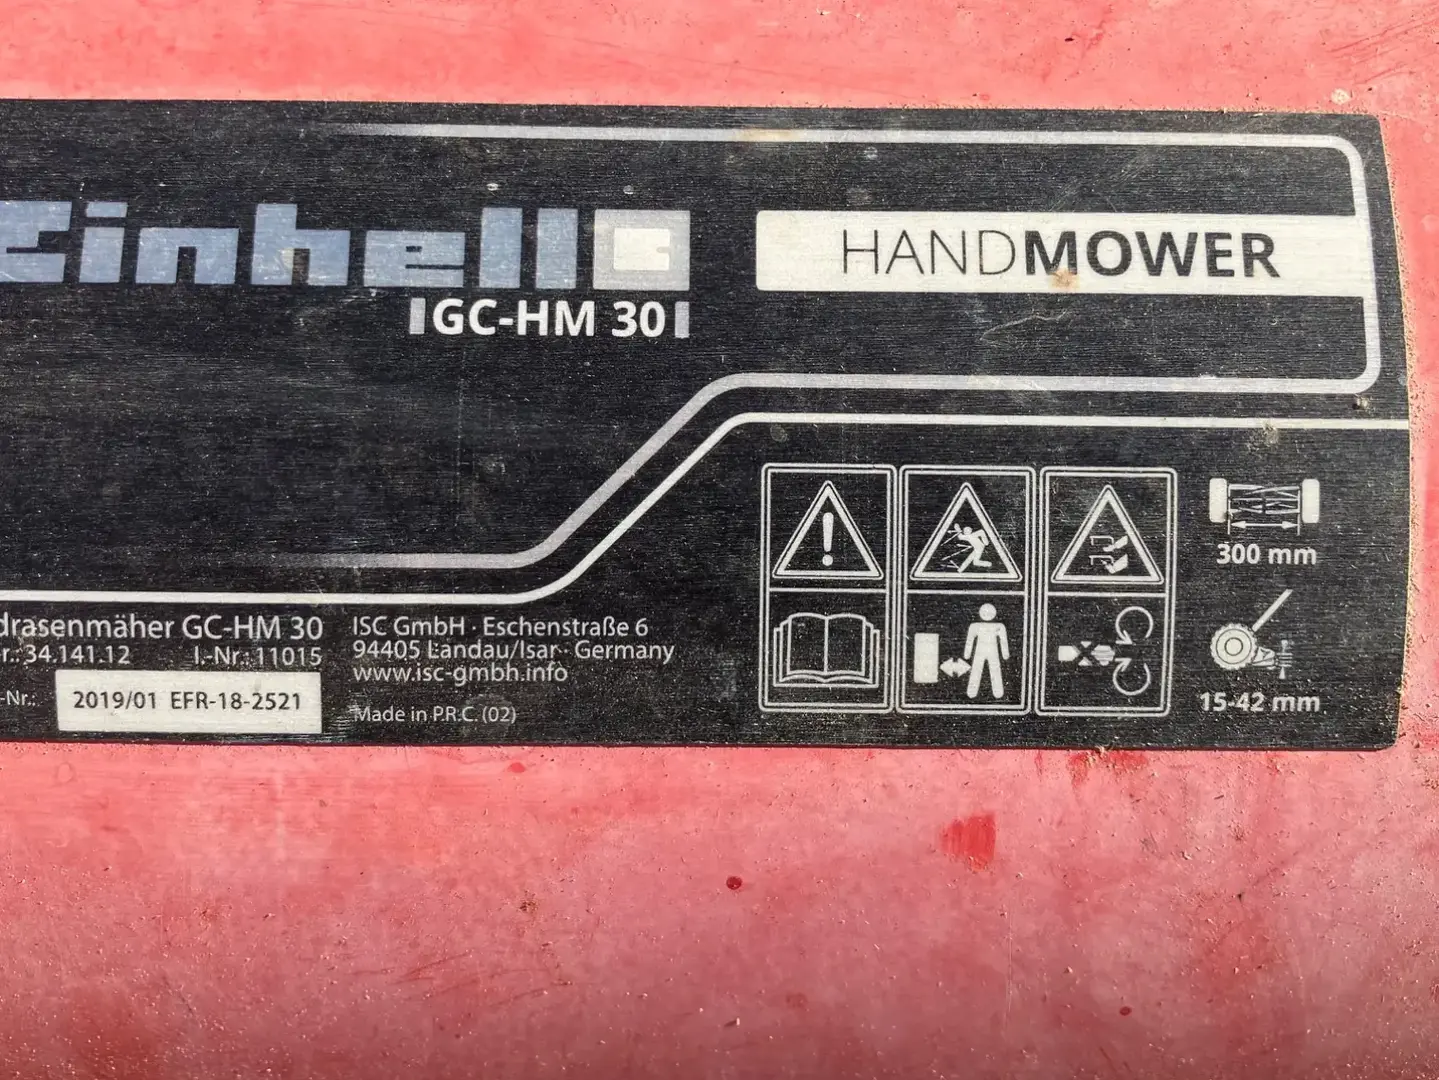 Einhell
GC-HM 30
HANDMOWER
300 mm
15-42 mm
drasenmäher GC-HM 30
r.: 34.141.12 I.-Nr.: 11015
-Nr.: 2019/01 EFR-18-2521
ISC GmbH · Eschenstraße 6
94405 Landau/Isar · Germany
www.isc-gmbh.info
Made in P.R.C. (02)